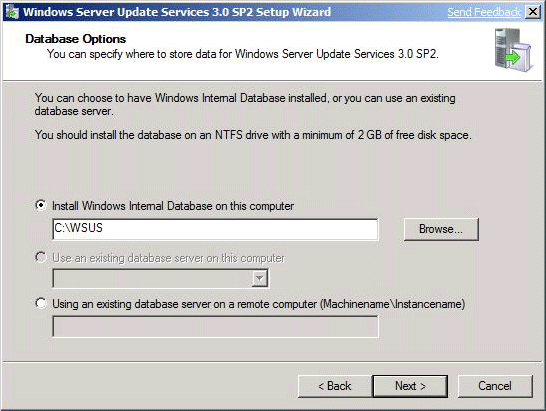 Windows Server Update Services 3.0 SP2 Setup Wizard
Send Feedback
Database Options
You can specify where to store data for Windows Server Update Services 3.0 SP2.
You can choose to have Windows Internal Database installed, or you can use an existing
database server.
You should install the database on an NTFS drive with a minimum of 2 GB of free disk space.
Install Windows Internal Database on this computer
C:\WSUS
Browse...
Use an existing database server on this computer
Using an existing database server on a remote computer (Machinename\Instancename)
< Back
Next >
Cancel